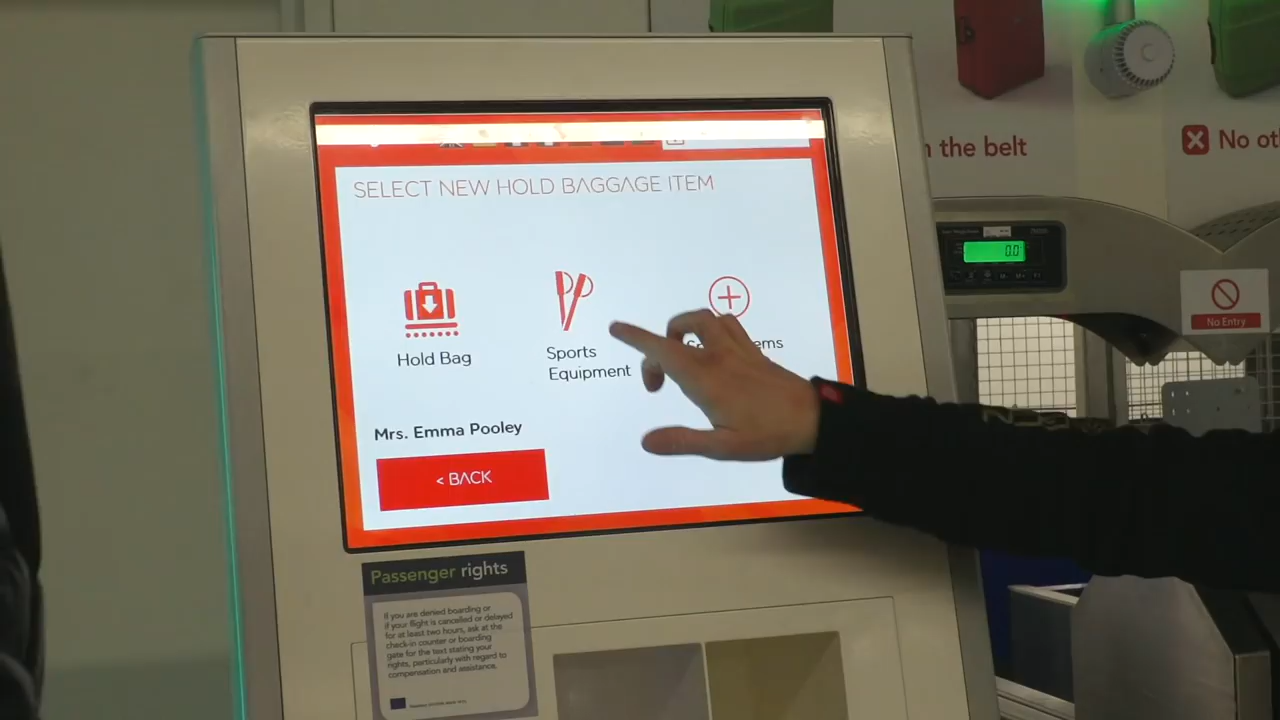 n the belt
No ot
SELECT NEW HOLD BAGGAGE ITEM
0.0
No Entry
Hold Bag
Sports
Equipment
ems
Mrs. Emma Pooley
< BACK
Passenger rights
If you are denied boarding or
if your flight is cancelled or delayed
for at least two hours, ask at the
check-in counter or boarding
gate for the text stating your
rights, particularly with regard to
compensation and assistance.